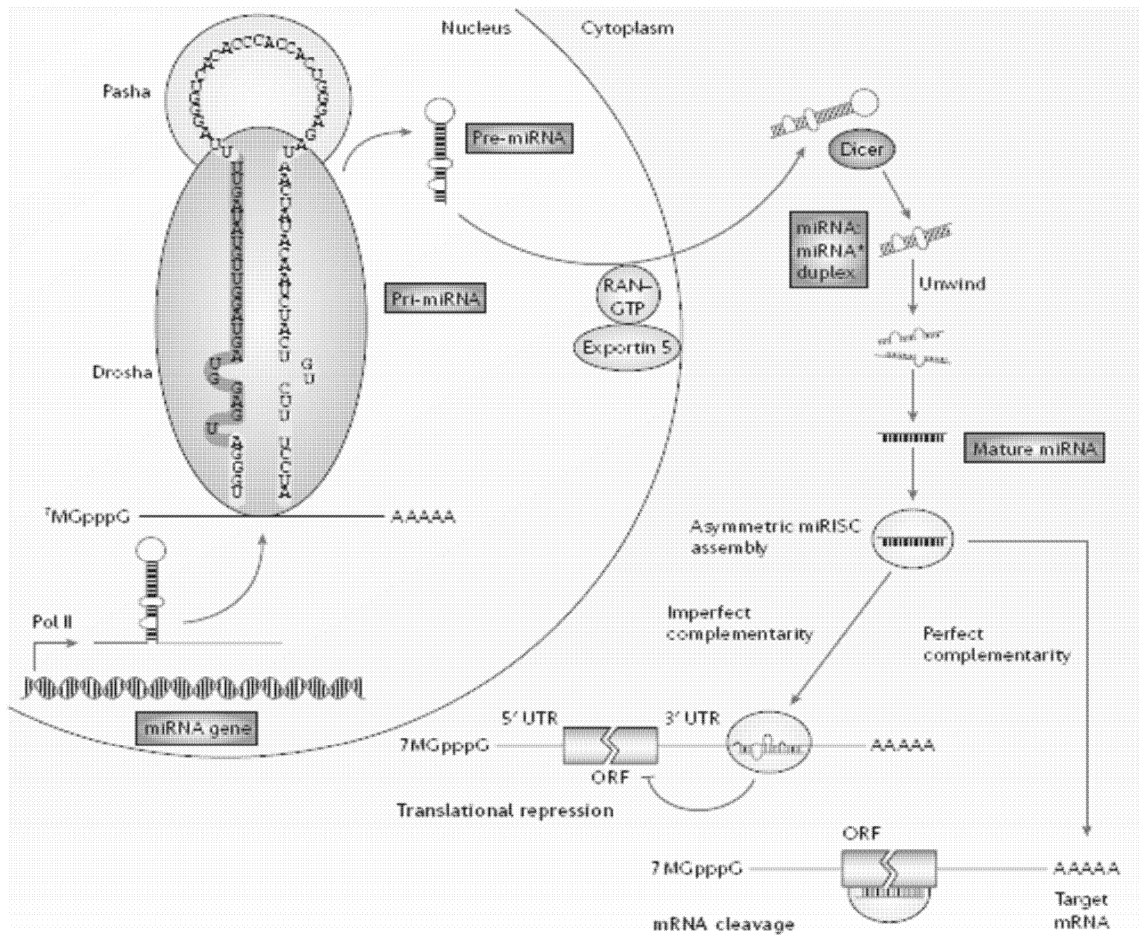 Nucleus
Cytoplasm
Pasha
Pre-miRNA
Dicer
miRNA:
miRNA*
duplex
Unwind
Pri-miRNA
RAN–
GTP
Exportin 5
Drosha
Mature miRNA
⁷MGpppG
AAAAA
Asymmetric miRISC
assembly
Pol II
Imperfect
complementarity
Perfect
complementarity
miRNA gene
5′ UTR
3′ UTR
7MGpppG
AAAAA
ORF
Translational repression
ORF
7MGpppG
AAAAA
Target
mRNA
mRNA cleavage